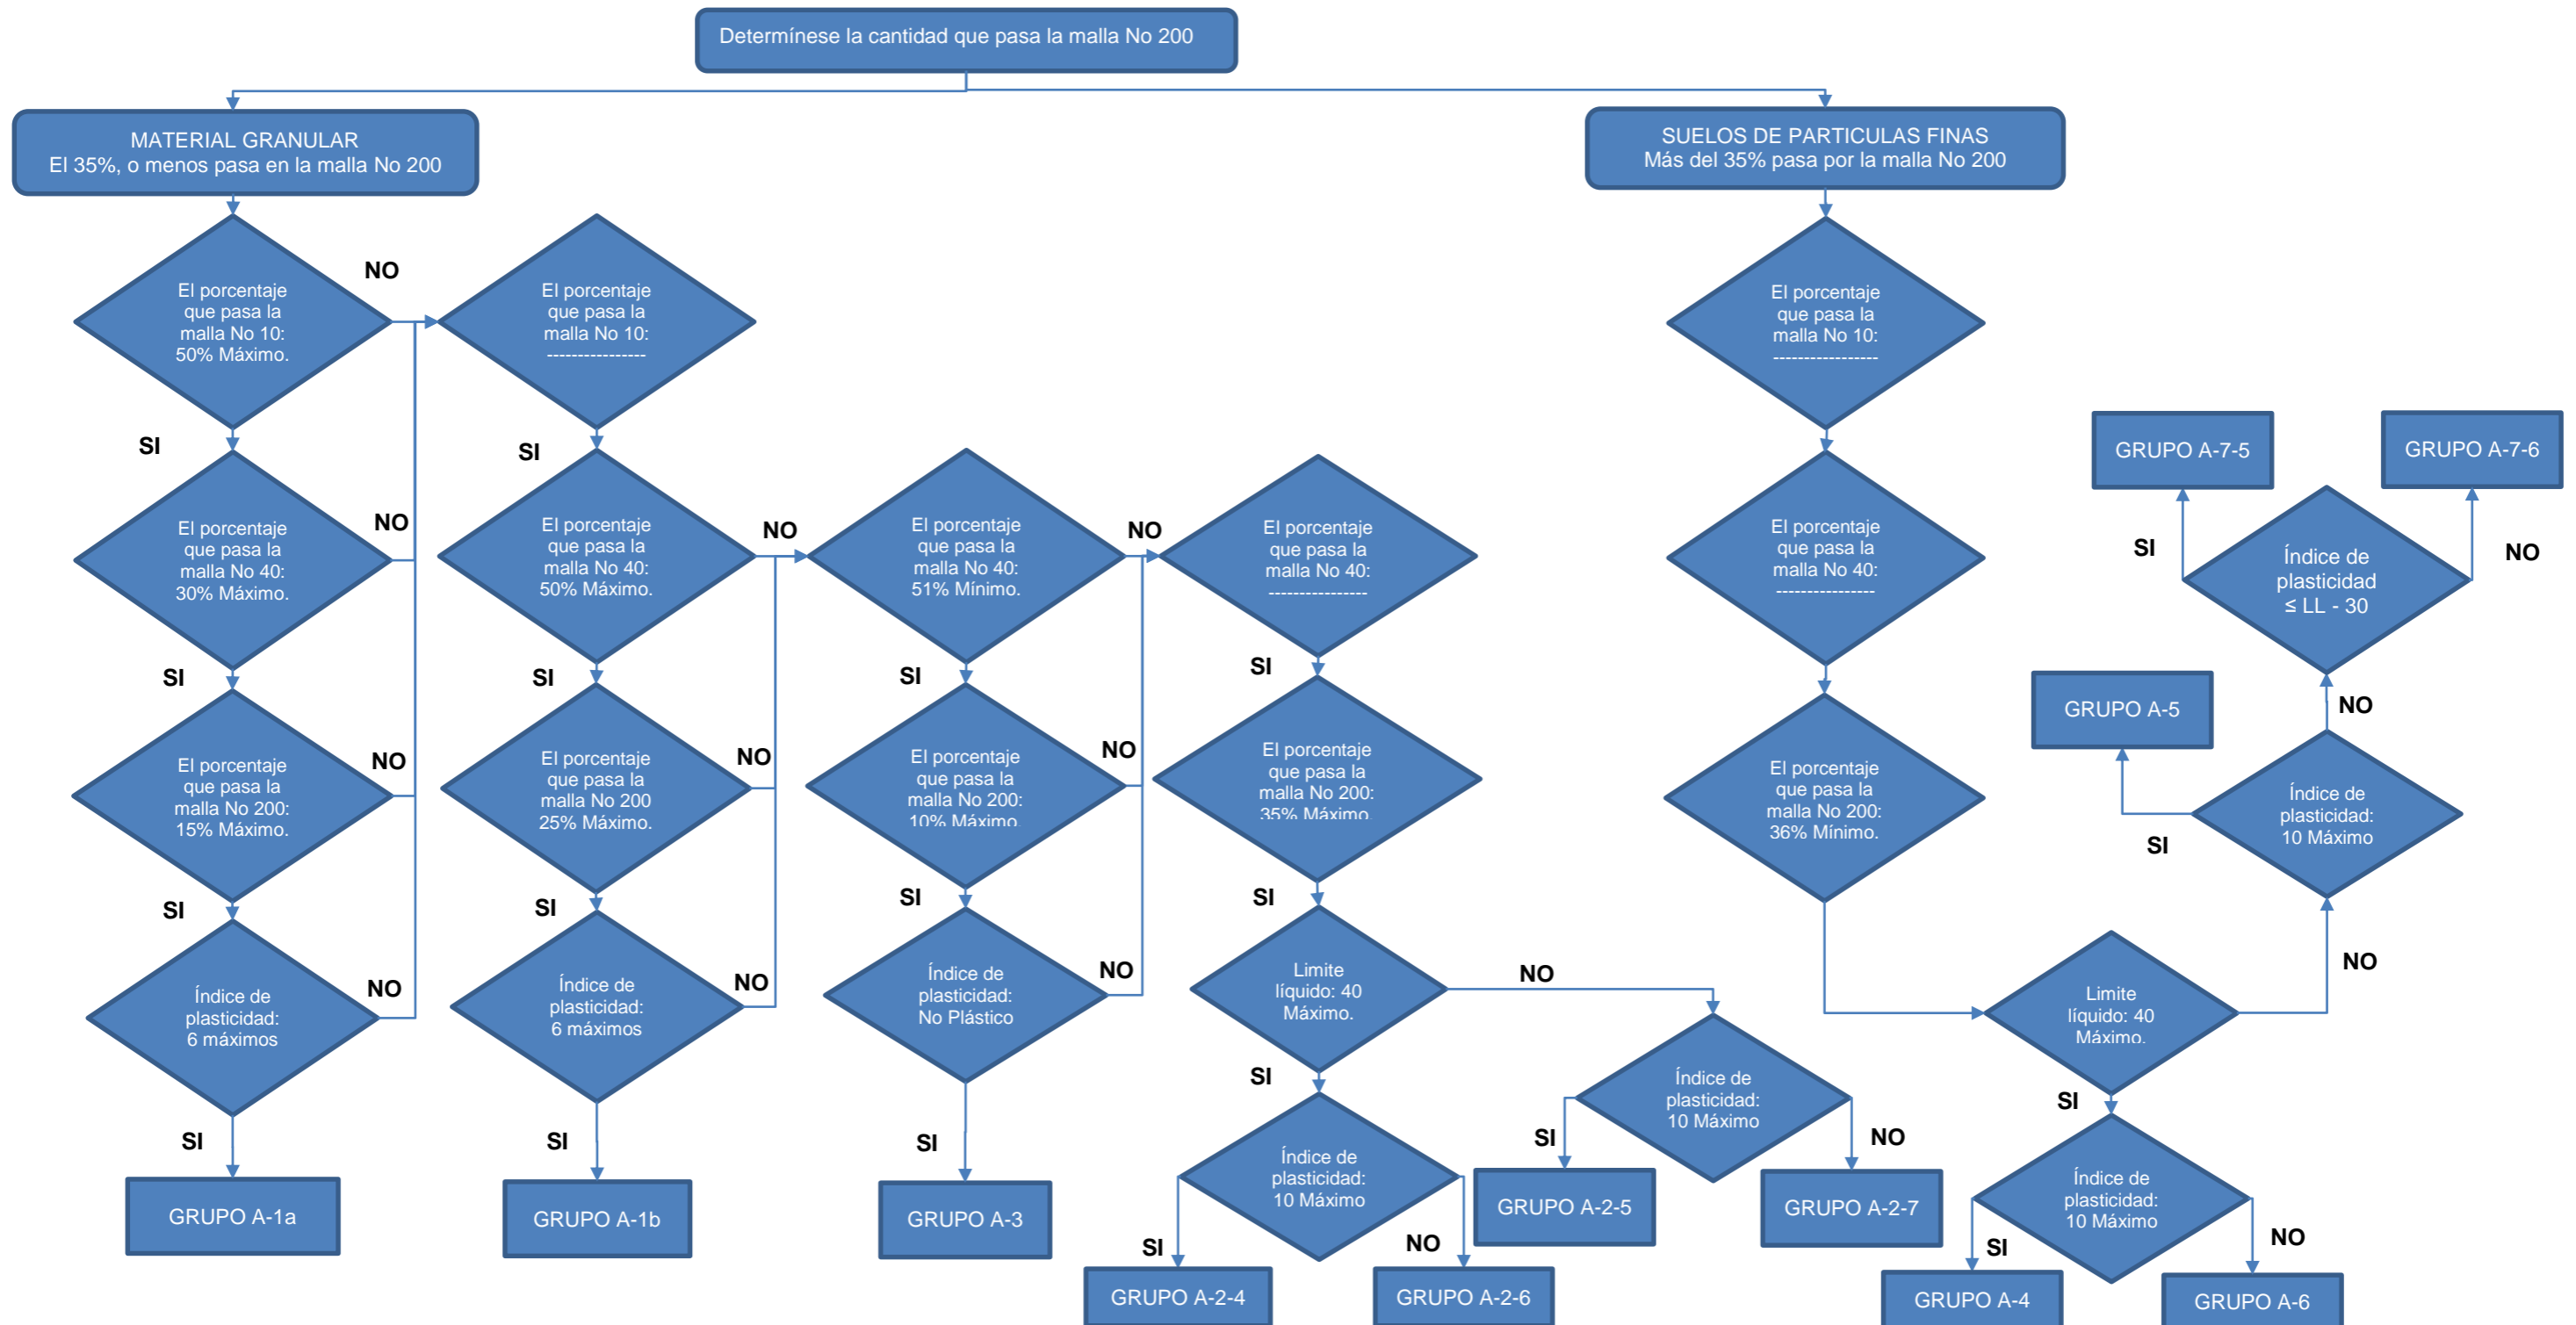 Determínese la cantidad que pasa la malla No 200
MATERIAL GRANULAR
El 35%, o menos pasa en la malla No 200
SUELOS DE PARTICULAS FINAS
Más del 35% pasa por la malla No 200
El porcentaje
que pasa la
malla No 10:
50% Máximo.
NO
El porcentaje
que pasa la
malla No 10:
----------------
El porcentaje
que pasa la
malla No 10:
-----------------
SI
SI
El porcentaje
que pasa la
malla No 40:
30% Máximo.
NO
El porcentaje
que pasa la
malla No 40:
50% Máximo.
NO
El porcentaje
que pasa la
malla No 40:
51% Mínimo.
NO
El porcentaje
que pasa la
malla No 40:
----------------
El porcentaje
que pasa la
malla No 40:
----------------
GRUPO A-7-5
GRUPO A-7-6
SI
Índice de
plasticidad
≤ LL - 30
NO
SI
SI
SI
SI
GRUPO A-5
NO
El porcentaje
que pasa la
malla No 200:
15% Máximo.
NO
El porcentaje
que pasa la
malla No 200
25% Máximo.
NO
El porcentaje
que pasa la
malla No 200:
10% Máximo.
NO
El porcentaje
que pasa la
malla No 200:
35% Máximo.
El porcentaje
que pasa la
malla No 200:
36% Mínimo.
SI
Índice de
plasticidad:
10 Máximo
SI
SI
SI
SI
NO
Índice de
plasticidad:
6 máximos
NO
Índice de
plasticidad:
6 máximos
NO
Índice de
plasticidad:
No Plástico
NO
Limite
líquido: 40
Máximo.
NO
Limite
líquido: 40
Máximo.
SI
Índice de
plasticidad:
10 Máximo
SI
SI
SI
SI
SI
NO
Índice de
plasticidad:
10 Máximo
Índice de
plasticidad:
10 Máximo
GRUPO A-1a
GRUPO A-1b
GRUPO A-3
GRUPO A-2-5
GRUPO A-2-7
SI
NO
SI
NO
GRUPO A-2-4
GRUPO A-2-6
GRUPO A-4
GRUPO A-6